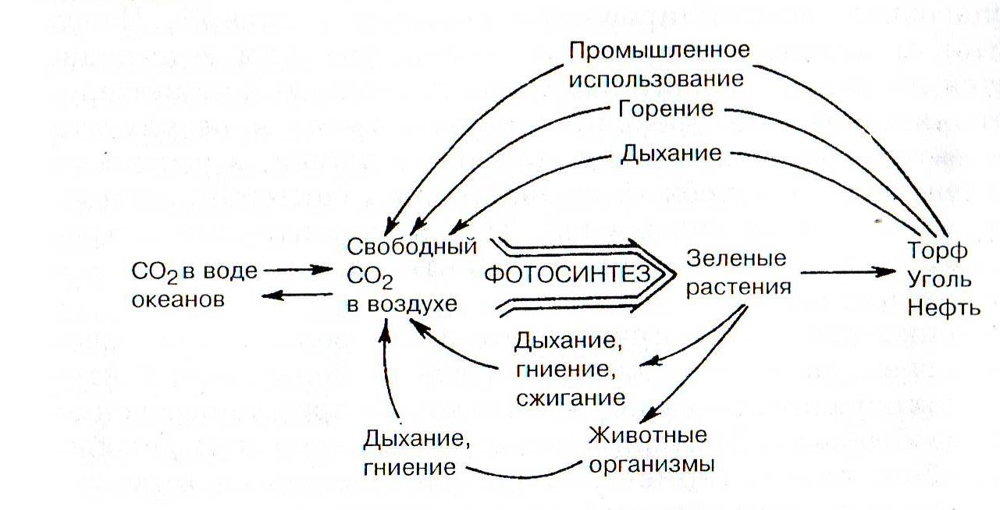 Промышленное
использование
Горение
Дыхание
Свободный
CO2
в воздухе
CO2 в воде
океанов
ФОТОСИНТЕЗ
Зеленые
растения
Торф
Уголь
Нефть
Дыхание,
гниение,
сжигание
Дыхание,
гниение
Животные
организмы